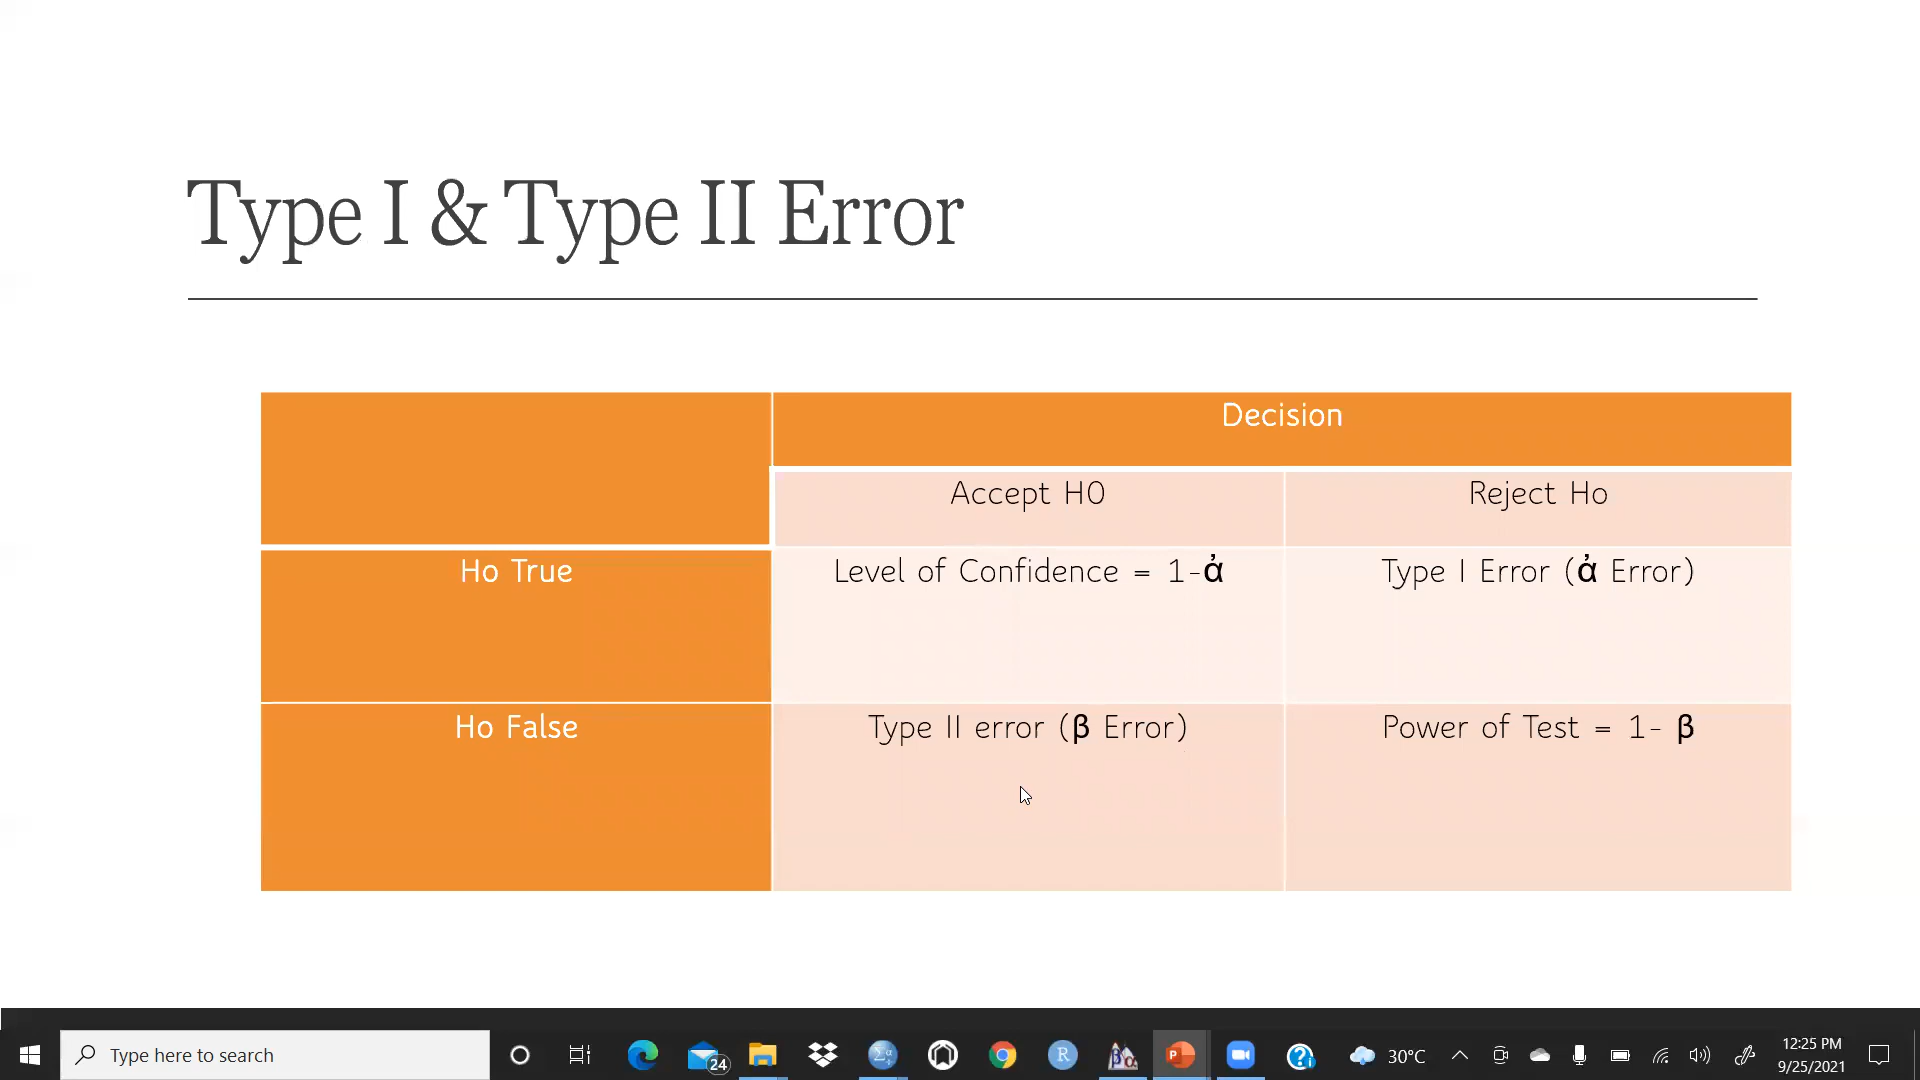 Type I & Type II Error
Decision
Accept H0
Reject Ho
Ho True
Level of Confidence = 1-ἀ
Type I Error (ἀ Error)
Ho False
Type II error (β Error)
Power of Test = 1- β
Type here to search
24
R
30°C
12:25 PM
9/25/2021